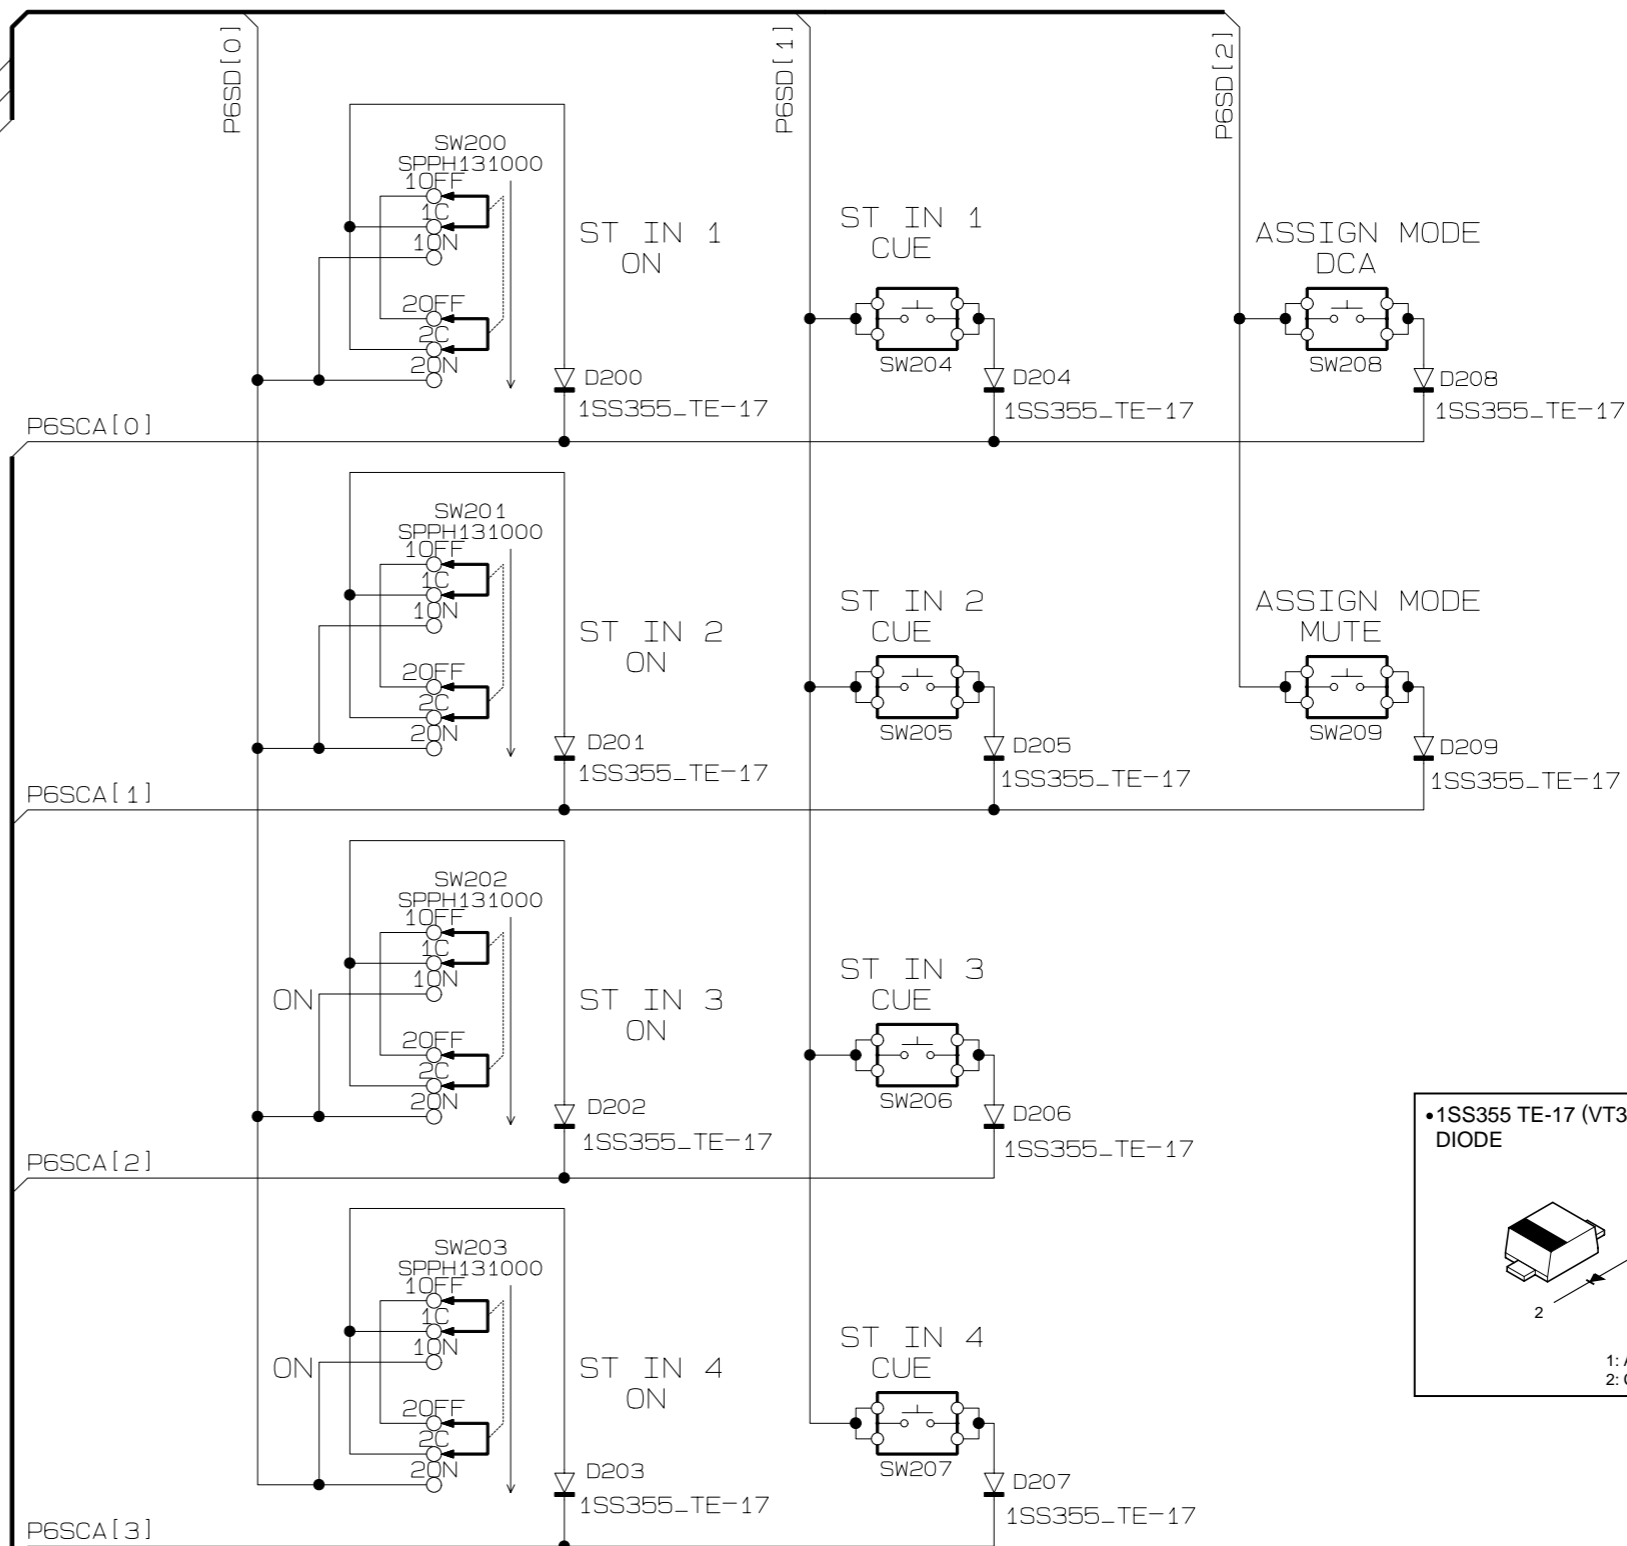 P6SD[0]
P6SD[1]
P6SD[2]
SW200
SPPH131000
1OFF
1C
1ON
2OFF
2C
2ON
ST IN 1
ON
D200
1SS355_TE-17
ST IN 1
CUE
SW204
D204
1SS355_TE-17
ASSIGN MODE
DCA
SW208
D208
1SS355_TE-17
P6SCA[0]
SW201
SPPH131000
1OFF
1C
1ON
2OFF
2C
2ON
ST IN 2
ON
D201
1SS355_TE-17
ST IN 2
CUE
SW205
D205
1SS355_TE-17
ASSIGN MODE
MUTE
SW209
D209
1SS355_TE-17
P6SCA[1]
SW202
SPPH131000
1OFF
1C
1ON
ON
2OFF
2C
2ON
ST IN 3
ON
D202
1SS355_TE-17
ST IN 3
CUE
SW206
D206
1SS355_TE-17
P6SCA[2]
•1SS355 TE-17 (VT3
DIODE
2
1:
2:
SW203
SPPH131000
1OFF
1C
1ON
ON
2OFF
2C
2ON
ST IN 4
ON
D203
1SS355_TE-17
ST IN 4
CUE
SW207
D207
1SS355_TE-17
P6SCA[3]